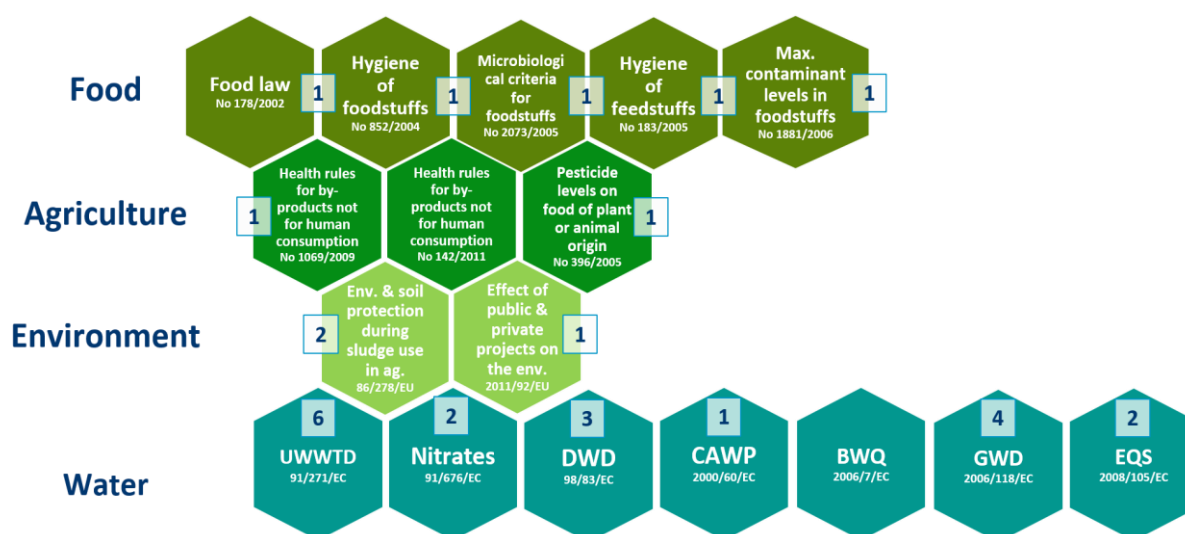 Food
Food law
No 178/2002
1
Hygiene
of
foodstuffs
No 852/2004
1
Microbiologi
cal criteria
for
foodstuffs
No 2073/2005
1
Hygiene
of
feedstuffs
No 183/2005
1
Max.
contaminant
levels in
foodstuffs
No 1881/2006
1
Agriculture
1
Health rules
for by-
products not
for human
consumption
No 1069/2009
Health rules
for by-
products not
for human
consumption
No 142/2011
Pesticide
levels on
food of plant
or animal
origin
No 396/2005
1
Environment
2
Env. & soil
protection
during
sludge use
in ag.
86/278/EU
Effect of
public &
private
projects on
the env.
2011/92/EU
1
Water
6
UWWTD
91/271/EC
2
Nitrates
91/676/EC
3
DWD
98/83/EC
1
CAWP
2000/60/EC
BWQ
2006/7/EC
4
GWD
2006/118/EC
2
EQS
2008/105/EC